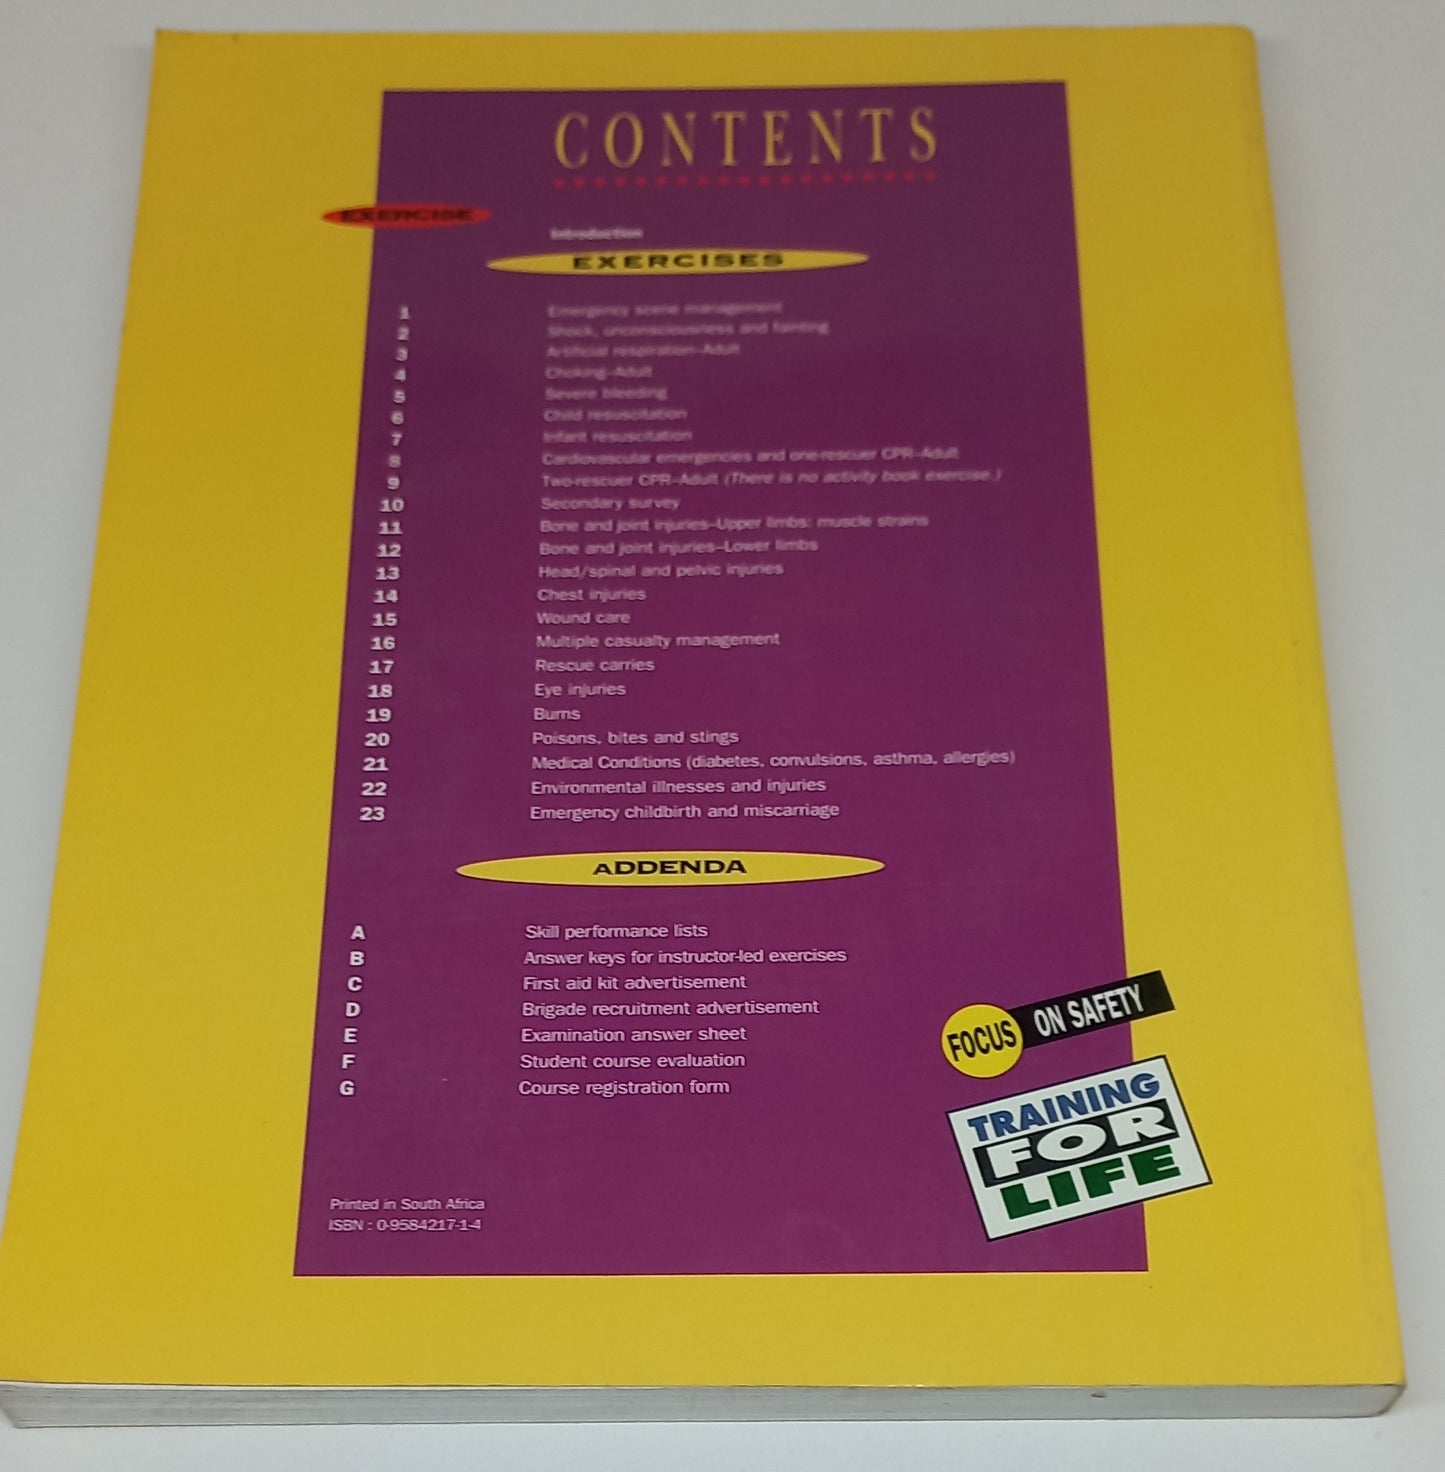 CONTENTS
EXERCISE
Introduction
EXERCISES
1 Emergency scene management
2 Shock, unconsciousness and fainting
3 Artificial respiration–Adult
4 Choking–Adult
5 Severe bleeding
6 Child resuscitation
7 Infant resuscitation
8 Cardiovascular emergencies and one-rescuer CPR–Adult
9 Two-rescuer CPR–Adult (There is no activity book exercise.)
10 Secondary survey
11 Bone and joint injuries–Upper limbs: muscle strains
12 Bone and joint injuries–Lower limbs
13 Head/spinal and pelvic injuries
14 Chest injuries
15 Wound care
16 Multiple casualty management
17 Rescue carries
18 Eye injuries
19 Burns
20 Poisons, bites and stings
21 Medical Conditions (diabetes, convulsions, asthma, allergies)
22 Environmental illnesses and injuries
23 Emergency childbirth and miscarriage
ADDENDA
A Skill performance lists
B Answer keys for instructor-led exercises
C First aid kit advertisement
D Brigade recruitment advertisement
E Examination answer sheet
F Student course evaluation
G Course registration form
FOCUS ON SAFETY
TRAINING
FOR
LIFE
Printed in South Africa
ISBN : 0-9584217-1-4